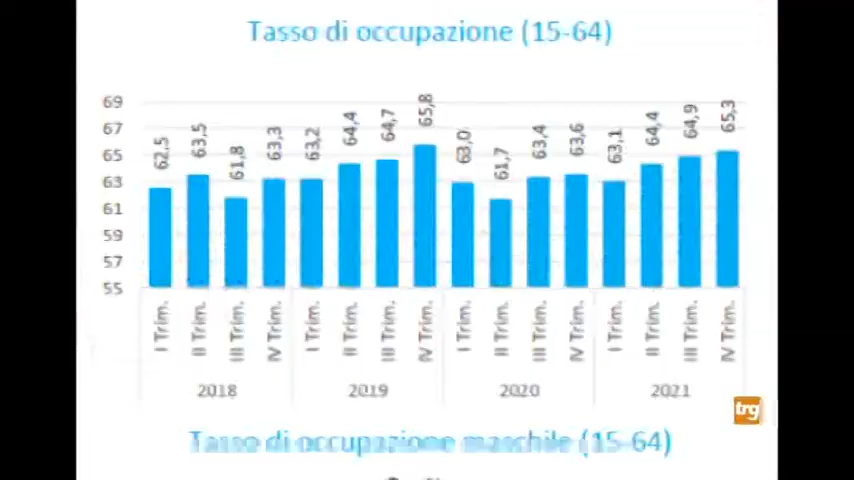 Tasso di occupazione (15-64)
69
67
65
63
61
59
57
55
62,5
63,5
61,8
63,3
63,2
64,4
64,7
65,8
63,0
61,7
63,4
63,6
63,1
64,4
64,9
65,3
I Trim.
II Trim.
III Trim.
IV Trim.
I Trim.
II Trim.
III Trim.
IV Trim.
I Trim.
II Trim.
III Trim.
IV Trim.
I Trim.
II Trim.
III Trim.
IV Trim.
2018
2019
2020
2021
trg
Tasso di occupazione maschile (15-64)